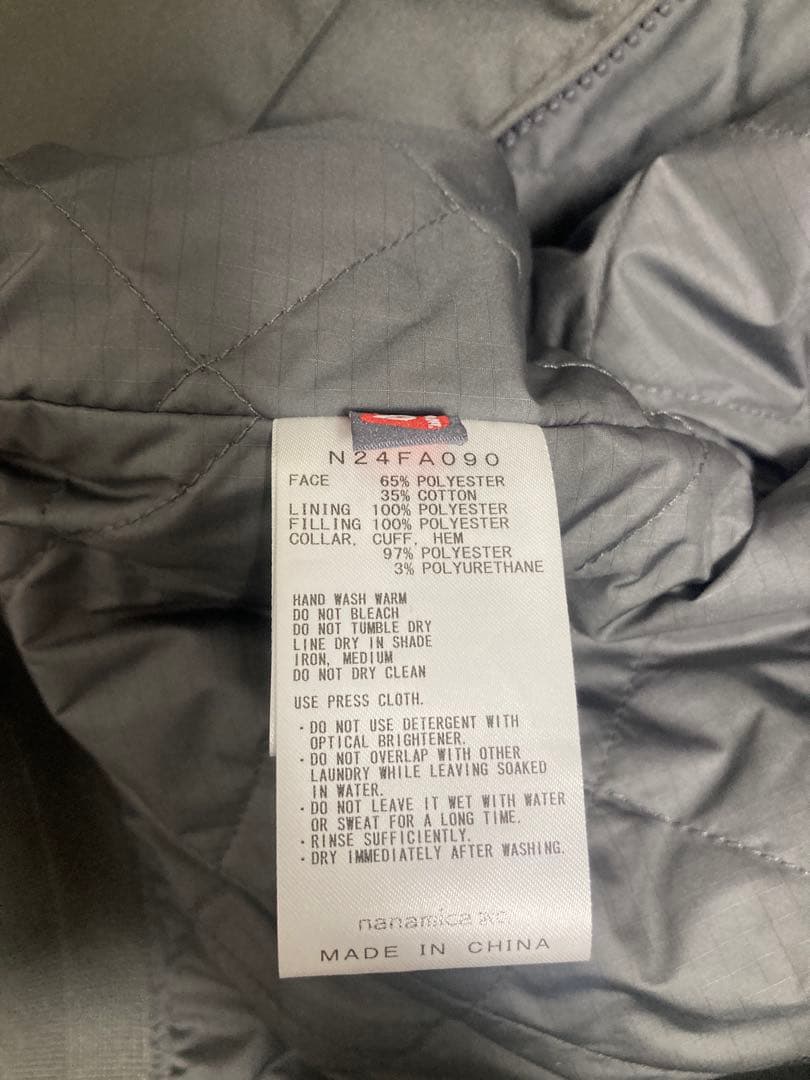 N24FA090
FACE 65% POLYESTER
35% COTTON
LINING 100% POLYESTER
FILLING 100% POLYESTER
COLLAR, CUFF, HEM
97% POLYESTER
3% POLYURETHANE
HAND WASH WARM
DO NOT BLEACH
DO NOT TUMBLE DRY
LINE DRY IN SHADE
IRON, MEDIUM
DO NOT DRY CLEAN
USE PRESS CLOTH.
・DO NOT USE DETERGENT WITH
OPTICAL BRIGHTENER.
・DO NOT OVERLAP WITH OTHER
LAUNDRY WHILE LEAVING SOAKED
IN WATER.
・DO NOT LEAVE IT WET WITH WATER
OR SWEAT FOR A LONG TIME.
・RINSE SUFFICIENTLY.
・DRY IMMEDIATELY AFTER WASHING.
nanamica
MADE IN CHINA